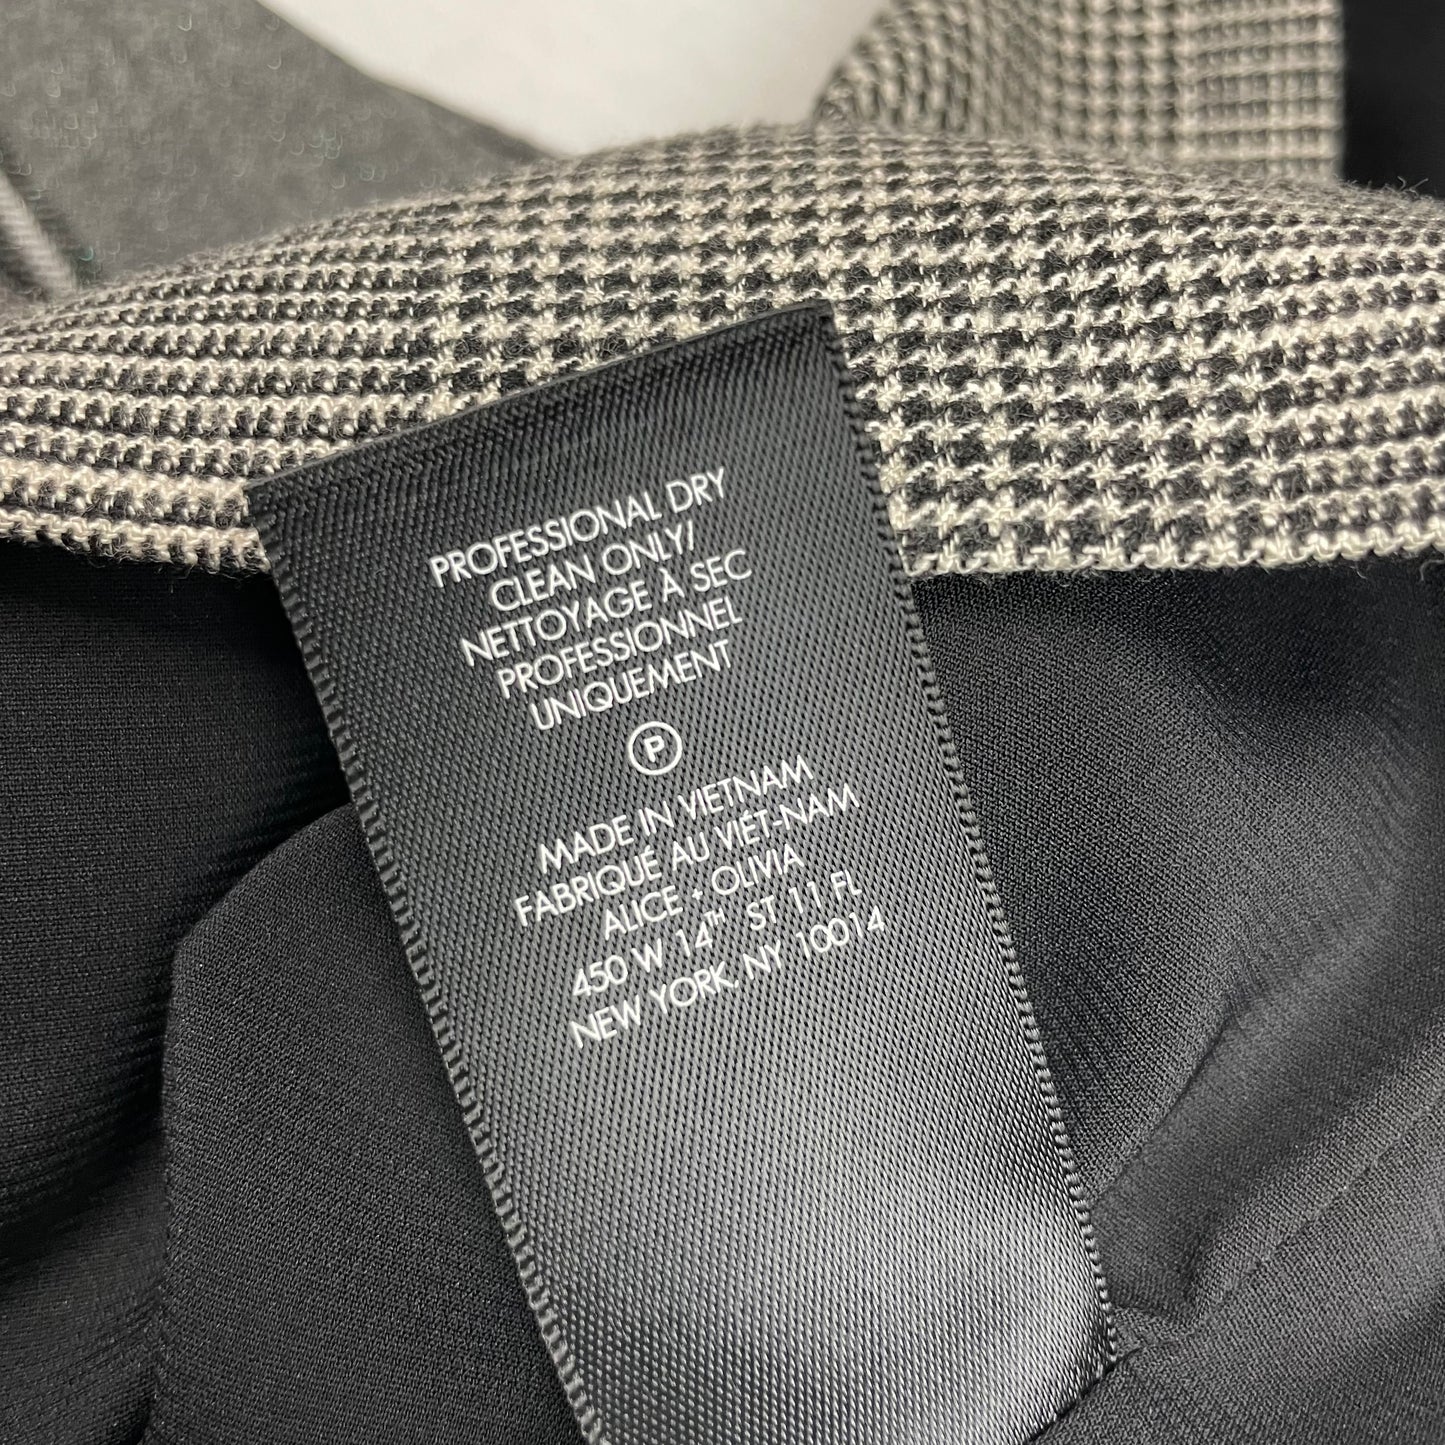 PROFESSIONAL DRY
CLEAN ONLY/
NETTOYAGE À SEC
PROFESSIONNEL
UNIQUEMENT
P
MADE IN VIETNAM
FABRIQUÉ AU VIÉT-NAM
ALICE + OLIVIA
450 W 14TH ST 11 FL
NEW YORK, NY 10014